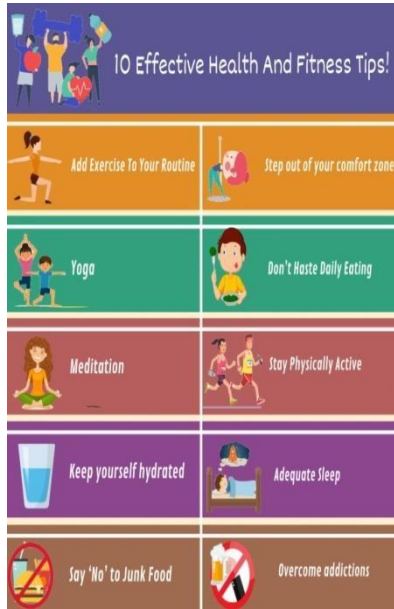 10 Effective Health And Fitness Tips!
Add Exercise To Your Routine
Step out of your comfort zone
Yoga
Don't Haste Daily Eating
Meditation
Stay Physically Active
Keep yourself hydrated
Adequate Sleep
Say 'No' to Junk Food
Overcome addictions